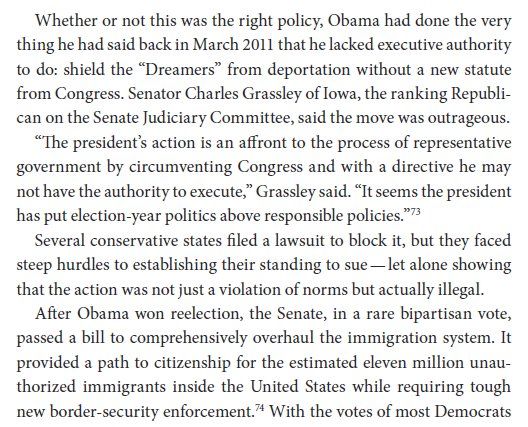 Whether or not this was the right policy, Obama had done the very
thing he had said back in March 2011 that he lacked executive authority
to do: shield the “Dreamers” from deportation without a new statute
from Congress. Senator Charles Grassley of Iowa, the ranking Republi-
can on the Senate Judiciary Committee, said the move was outrageous.
“The president’s action is an affront to the process of representative
government by circumventing Congress and with a directive he may
not have the authority to execute,” Grassley said. “It seems the president
has put election-year politics above responsible policies.”73
Several conservative states filed a lawsuit to block it, but they faced
steep hurdles to establishing their standing to sue — let alone showing
that the action was not just a violation of norms but actually illegal.
After Obama won reelection, the Senate, in a rare bipartisan vote,
passed a bill to comprehensively overhaul the immigration system. It
provided a path to citizenship for the estimated eleven million unau-
thorized immigrants inside the United States while requiring tough
new border-security enforcement.74 With the votes of most Democrats